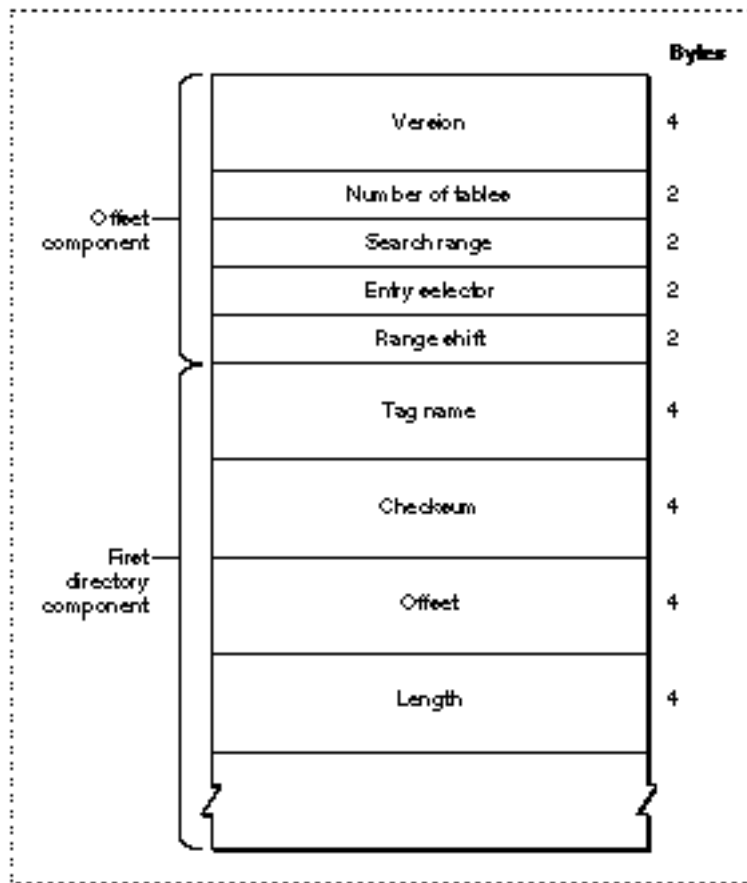 Bytes
Version 4
Number of tables 2
Offset
component
Search range 2
Entry selector 2
Range shift 2
Tag name 4
Checksum 4
First
directory
component
Offset 4
Length 4